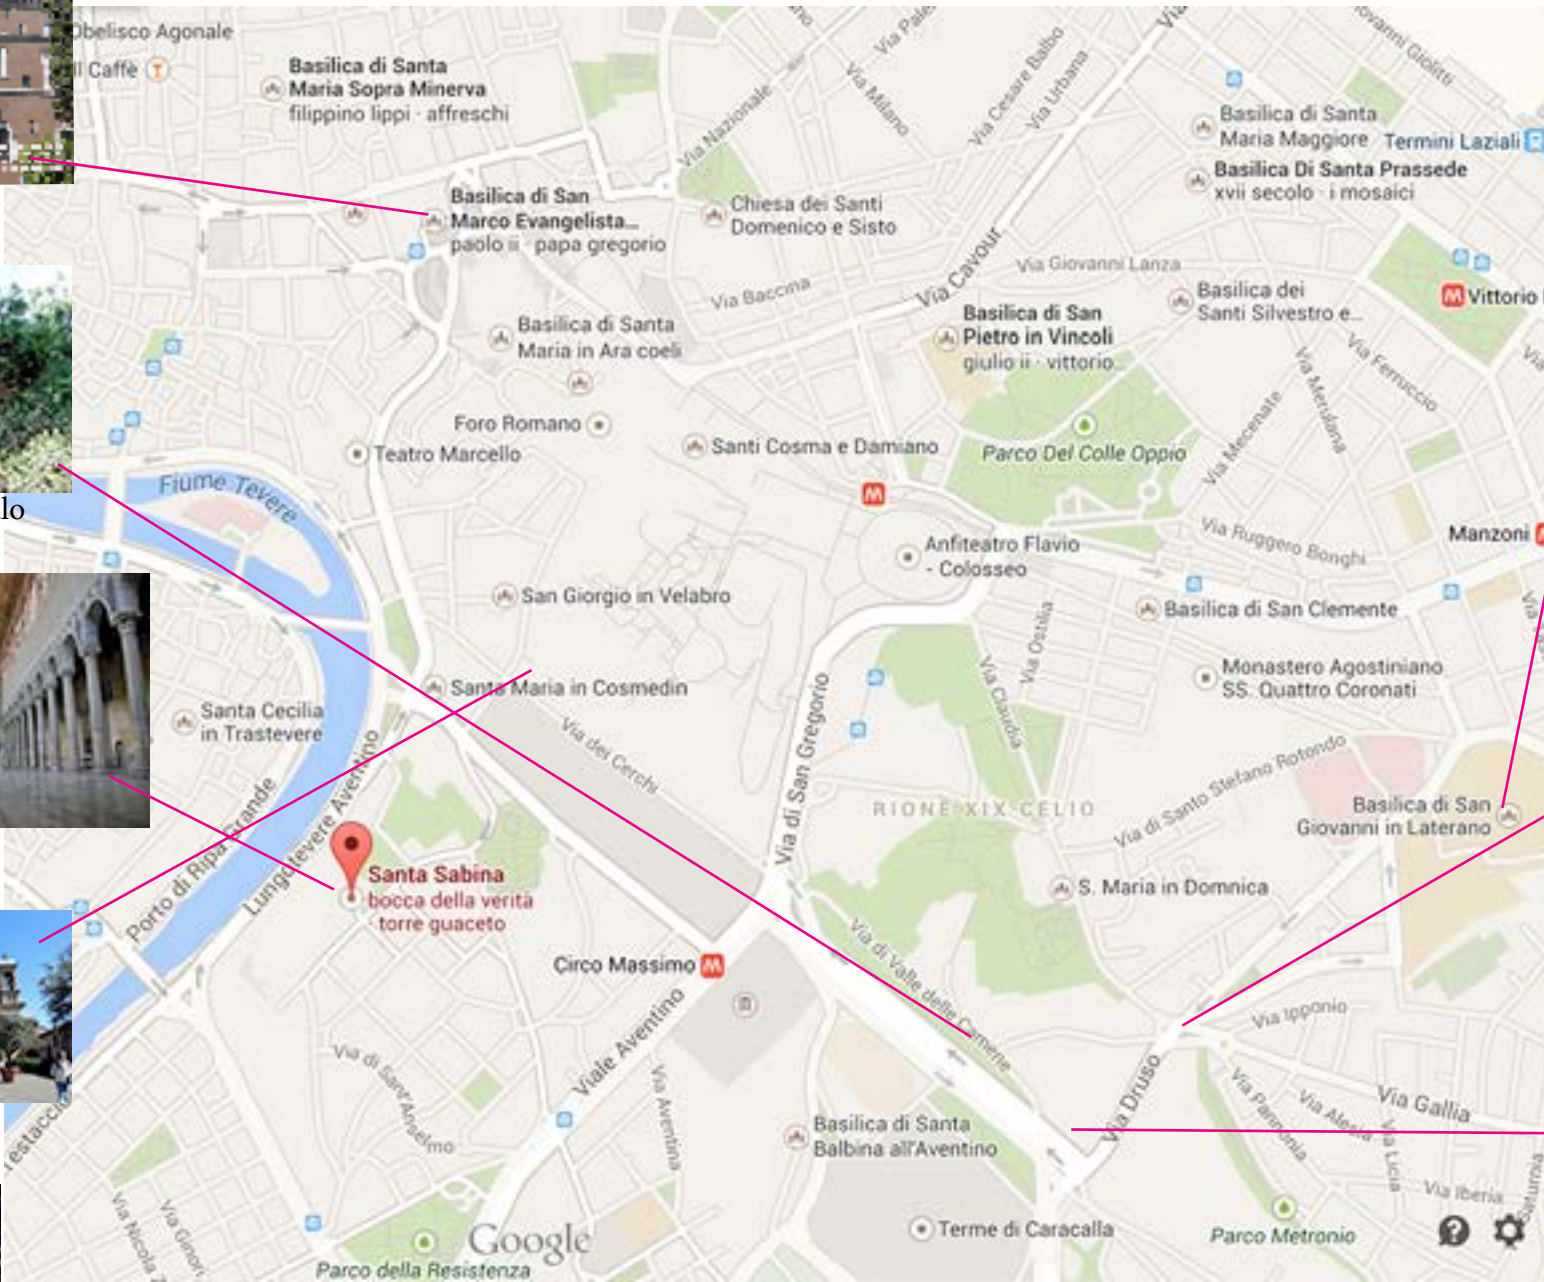 Obelisco Agonale
Il Caffè
Basilica di Santa
Maria Sopra Minerva
filippino lippi · affreschi
Via Nazionale
Via Milano
Via Cesare Balbo
Via Urbana
Giovanni Giolitti
Basilica di Santa
Maria Maggiore
Termini Laziali
Basilica Di Santa Prassede
xvii secolo · i mosaici
Basilica di San
Marco Evangelista...
paolo ii · papa gregorio
Chiesa dei Santi
Domenico e Sisto
Via Cavour
Via Giovanni Lanza
Via Baccina
Basilica dei
Santi Silvestro e...
Vittorio
Basilica di Santa
Maria in Ara coeli
Basilica di San
Pietro in Vincoli
giulio ii · vittorio...
Via Merulana
Via Ferruccio
Via Mecenate
Foro Romano
Teatro Marcello
Santi Cosma e Damiano
Parco Del Colle Oppio
Fiume Tevere
lo
Via Ruggero Bonghi
Manzoni
Anfiteatro Flavio
- Colosseo
San Giorgio in Velabro
Basilica di San Clemente
Via Ostilia
Via Claudia
Monastero Agostiniano
SS. Quattro Coronati
Santa Maria in Cosmedin
Santa Cecilia
in Trastevere
Via dei Cerchi
Via di San Gregorio
Via di Santo Stefano Rotondo
RIONE XIX CELIO
Basilica di San
Giovanni in Laterano
Porto di Ripa Grande
Lungotevere Aventino
Santa Sabina
bocca della verità
· torre guaceto
S. Maria in Domnica
Circo Massimo
Via di Valle delle Camene
Viale Aventino
Via Ipponio
Via di Sant'Anselmo
Via Aventina
Via Druso
Via Pannonia
Via Alesia
Via Gallia
Via Licia
Via Iberia
Basilica di Santa
Balbina all'Aventino
Via Ginori
Terme di Caracalla
Parco Metronio
Google
Parco della Resistenza